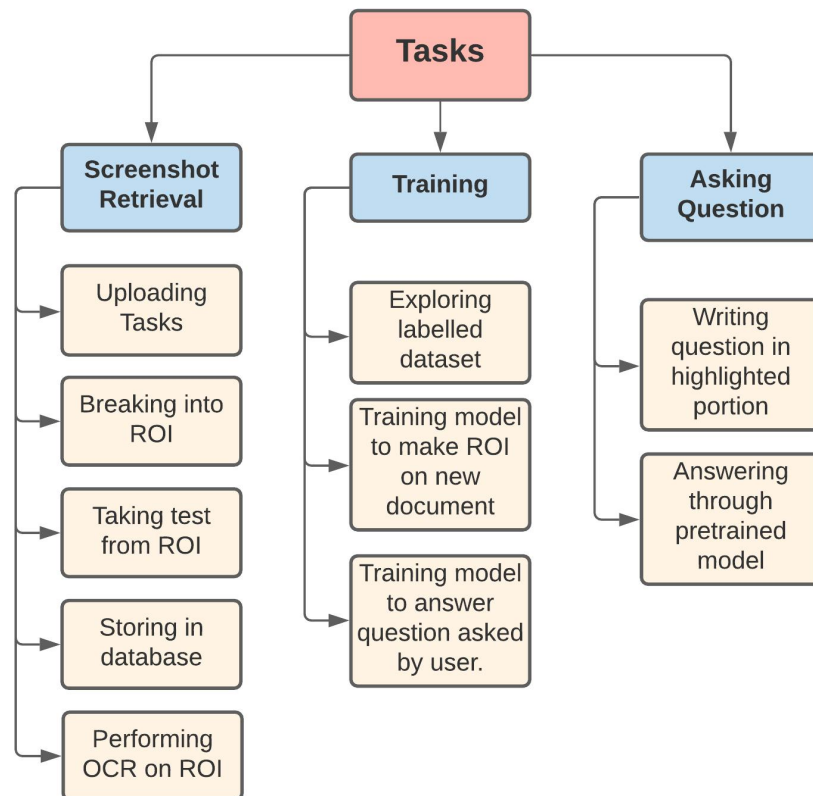 Tasks
Screenshot
Retrieval
Uploading
Tasks
Breaking into
ROI
Taking test
from ROI
Storing in
database
Performing
OCR on ROI
Training
Exploring
labelled
dataset
Training model
to make ROI
on new
document
Training model
to answer
question asked
by user.
Asking
Question
Writing
question in
highlighted
portion
Answering
through
pretrained
model